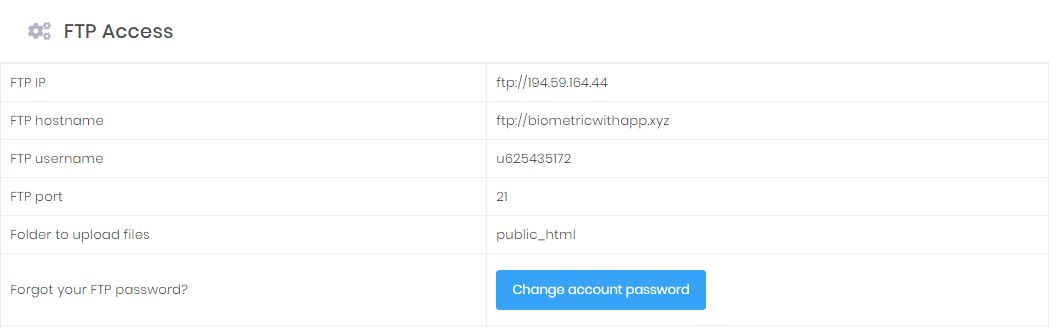 FTP Access
FTP IP ftp://194.59.164.44
FTP hostname ftp://biometricwithapp.xyz
FTP username u625435172
FTP port 21
Folder to upload files public_html
Forgot your FTP password? Change account password